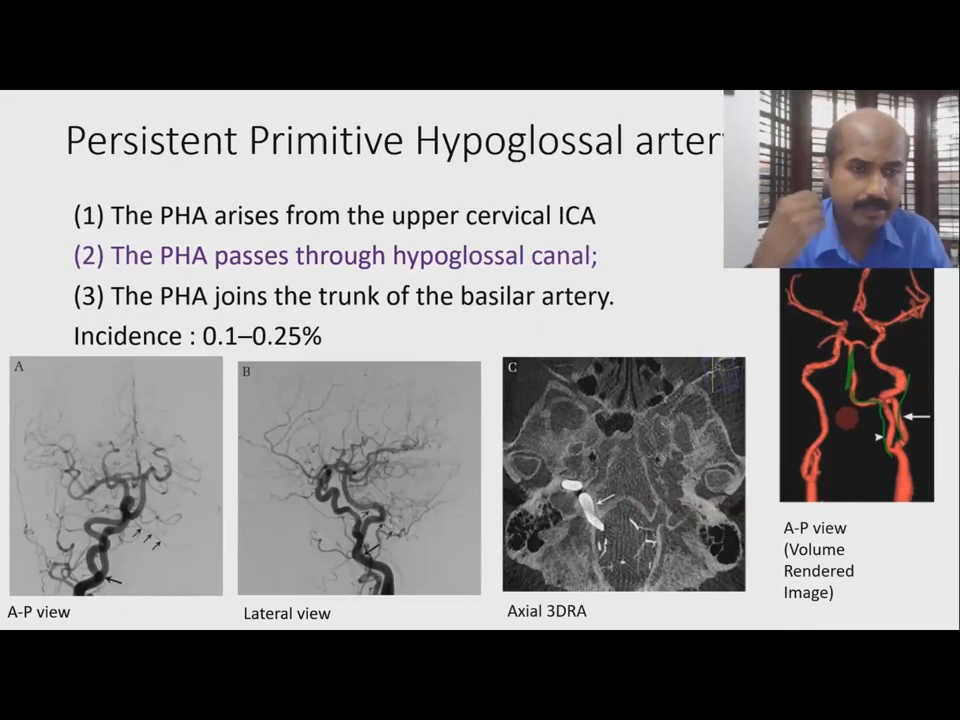 Persistent Primitive Hypoglossal arter
(1) The PHA arises from the upper cervical ICA
(2) The PHA passes through hypoglossal canal;
(3) The PHA joins the trunk of the basilar artery.
Incidence : 0.1–0.25%
A
B
C
A-P view
Lateral view
Axial 3DRA
A-P view
(Volume
Rendered
Image)